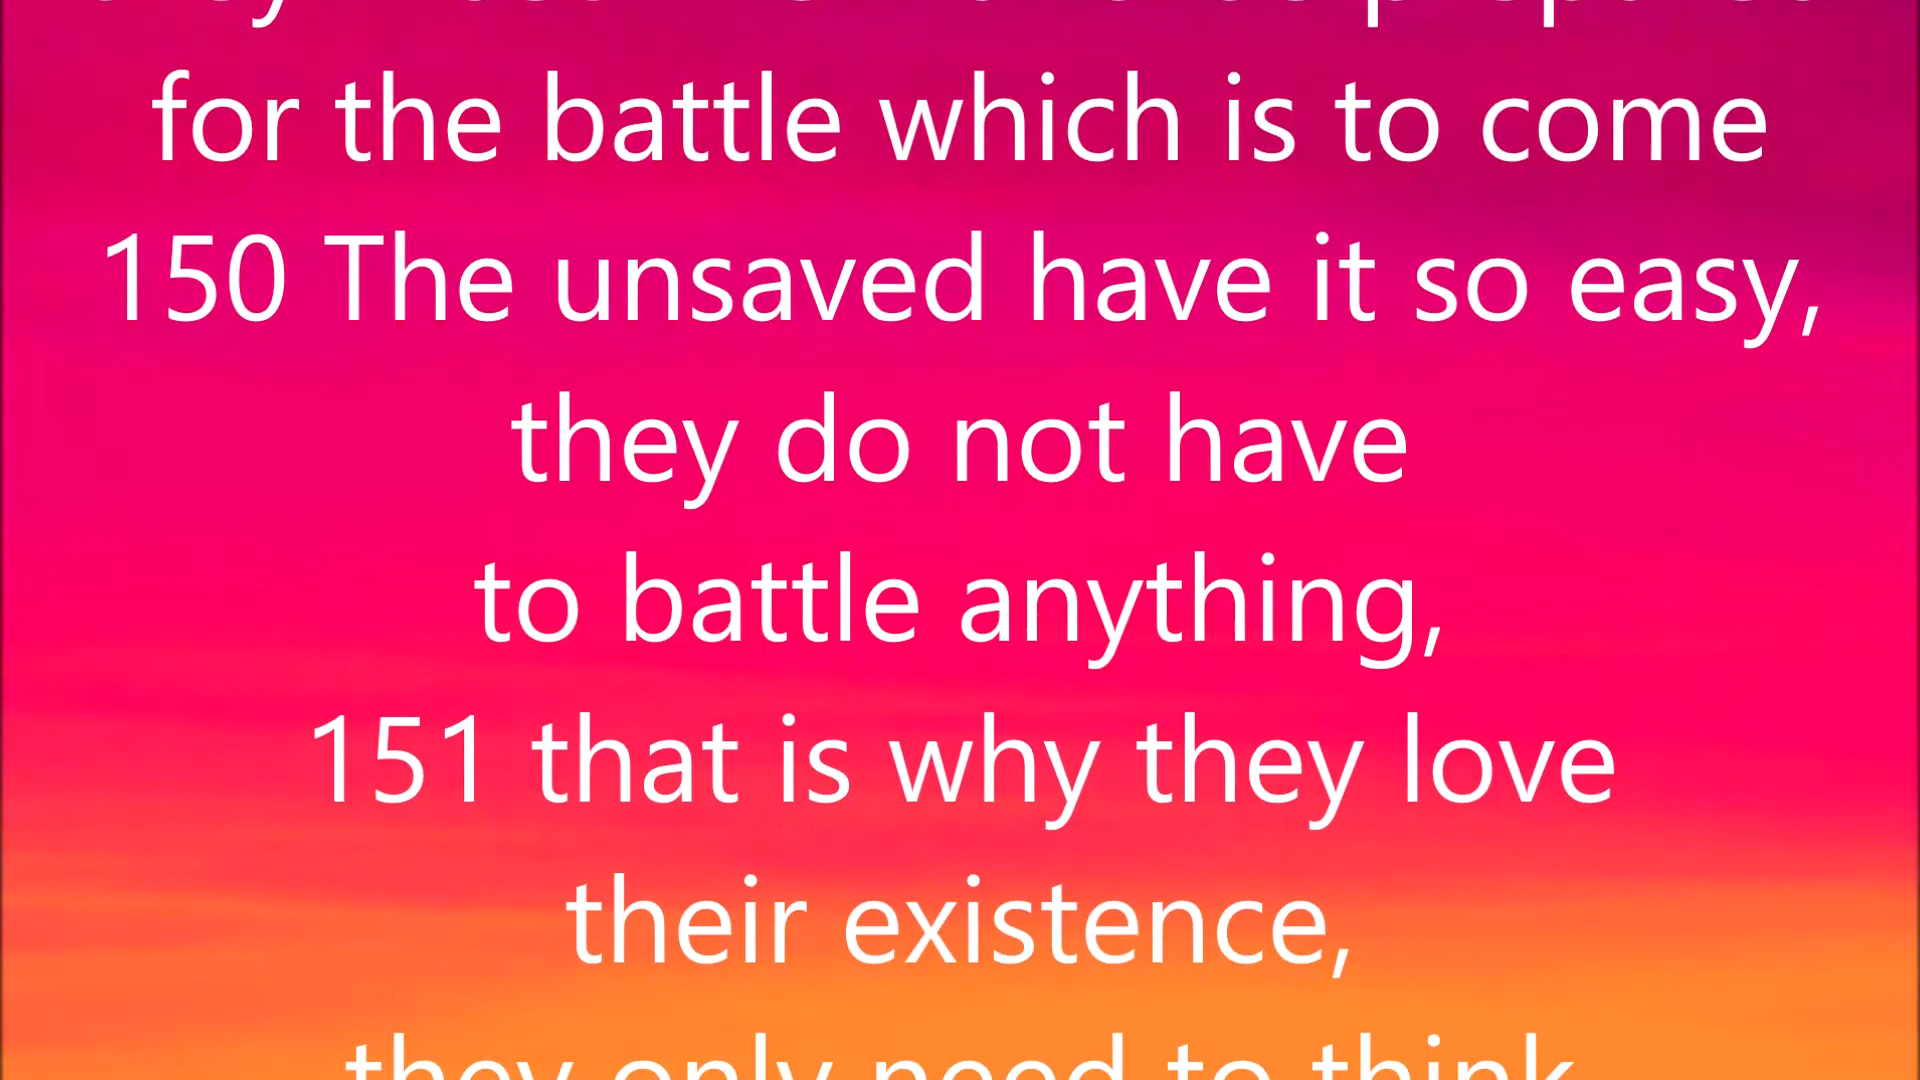 for the battle which is to come
150 The unsaved have it so easy,
they do not have
to battle anything,
151 that is why they love
their existence,
they only need to think